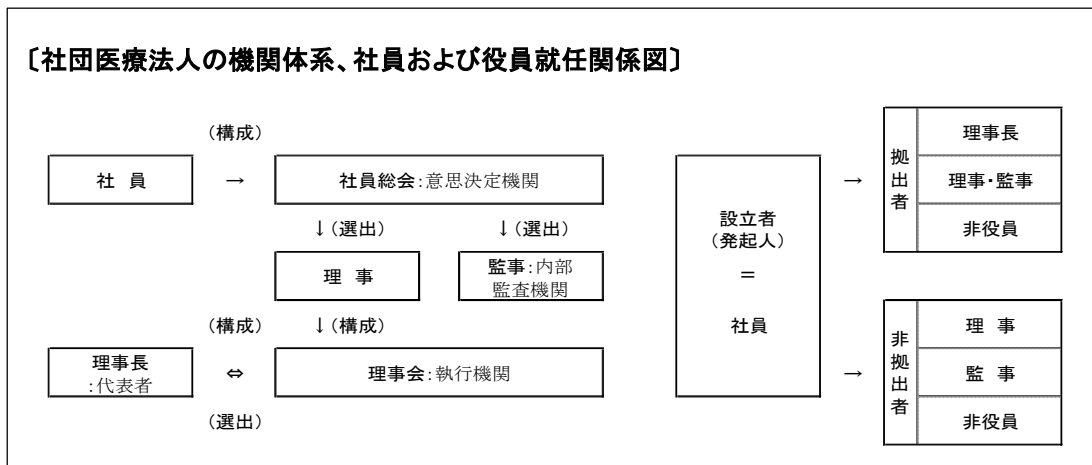 〔社団医療法人の機関体系、社員および役員就任関係図〕
(構成)
社 員
→
社員総会:意思決定機関
↓(選出)
↓(選出)
理 事
監事:内部
監査機関
(構成)
↓(構成)
理事長
:代表者
⇔
理事会:執行機関
(選出)
設立者
(発起人)
=
社員
→
拠出者
理事長
理事・監事
非役員
→
非拠出者
理 事
監 事
非役員